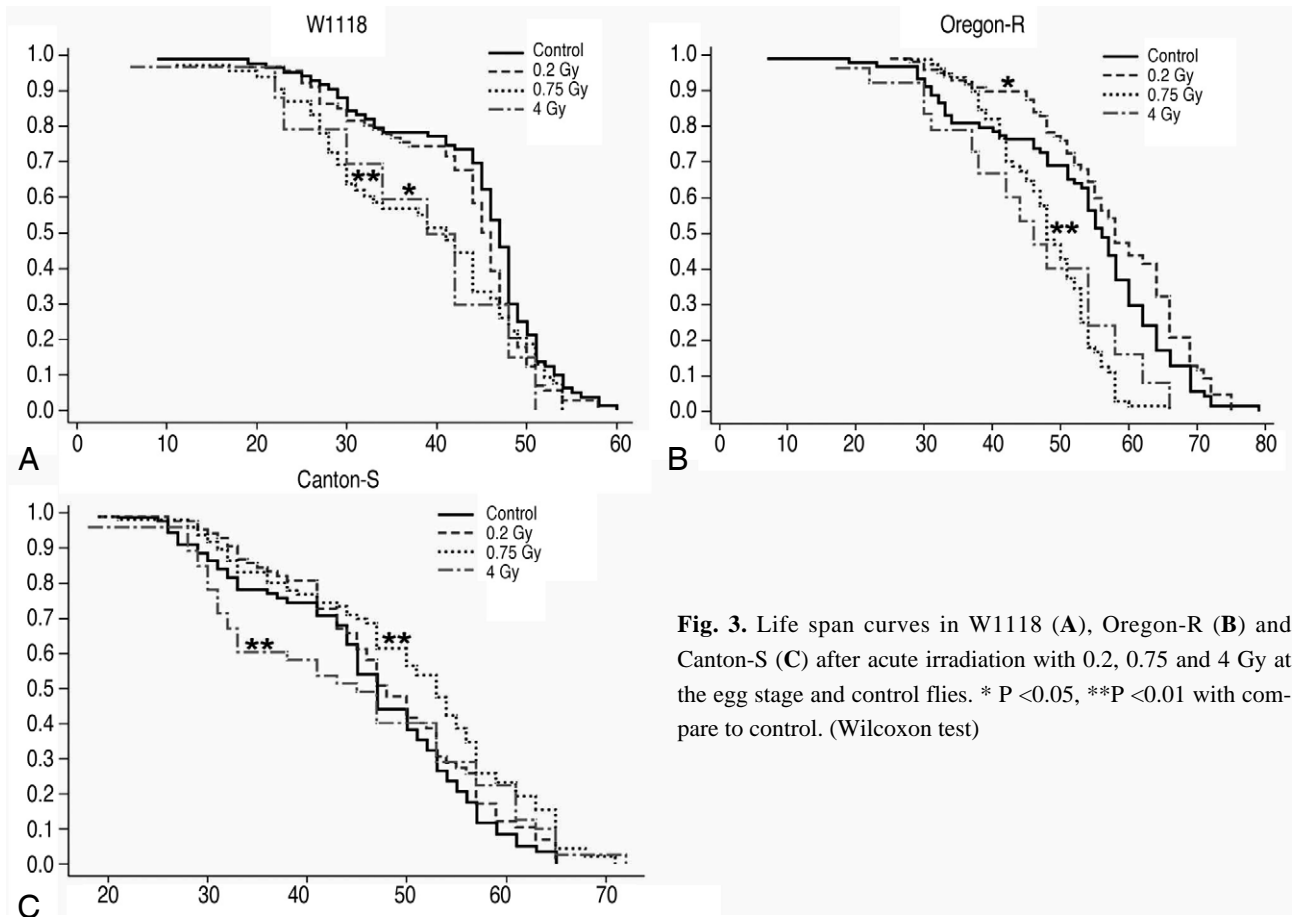 W1118
Control
0.2 Gy
0.75 Gy
4 Gy
1.0
0.9
0.8
0.7
0.6
0.5
0.4
0.3
0.2
0.1
0.0
**
*
0 10 20 30 40 50 60
A
Oregon-R
Control
0.2 Gy
0.75 Gy
4 Gy
1.0
0.9
0.8
0.7
0.6
0.5
0.4
0.3
0.2
0.1
0.0
*
**
0 10 20 30 40 50 60 70 80
B
Canton-S
Control
0.2 Gy
0.75 Gy
4 Gy
1.0
0.9
0.8
0.7
0.6
0.5
0.4
0.3
0.2
0.1
0.0
**
**
20 30 40 50 60 70
C
Fig. 3. Life span curves in W1118 (A), Oregon-R (B) and
Canton-S (C) after acute irradiation with 0.2, 0.75 and 4 Gy at
the egg stage and control flies. * P <0.05, **P <0.01 with com-
pare to control. (Wilcoxon test)